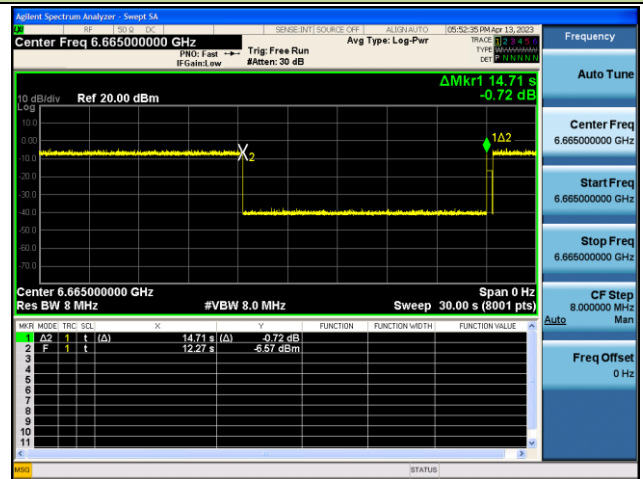 Agilent Spectrum Analyzer - Swept SA
RF 50 Ω DC SENSE:INT SOURCE OFF ALIGNAUTO 05:52:35 PM Apr 13, 2023
Center Freq 6.665000000 GHz Avg Type: Log-Pwr TRACE 1 2 3 4 5 6
PNO: Fast Trig: Free Run TYPE
IFGain:Low #Atten: 30 dB DET P N N N N N
ΔMkr1 14.71 s
-0.72 dB
10 dB/div Ref 20.00 dBm
Log
10.0
0.00
-10.0
-20.0
-30.0
-40.0
-50.0
-60.0
-70.0
2
1Δ2
Center 6.665000000 GHz Span 0 Hz
Res BW 8 MHz #VBW 8.0 MHz Sweep 30.00 s (8001 pts)
MKR MODE TRC SCL X Y FUNCTION FUNCTION WIDTH FUNCTION VALUE
1 Δ2 1 t (Δ) 14.71 s (Δ) -0.72 dB
2 F 1 t 12.27 s -6.57 dBm
3
4
5
6
7
8
9
10
11
MSG STATUS
Frequency
Auto Tune
Center Freq
6.665000000 GHz
Start Freq
6.665000000 GHz
Stop Freq
6.665000000 GHz
CF Step
8.000000 MHz
Auto Man
Freq Offset
0 Hz